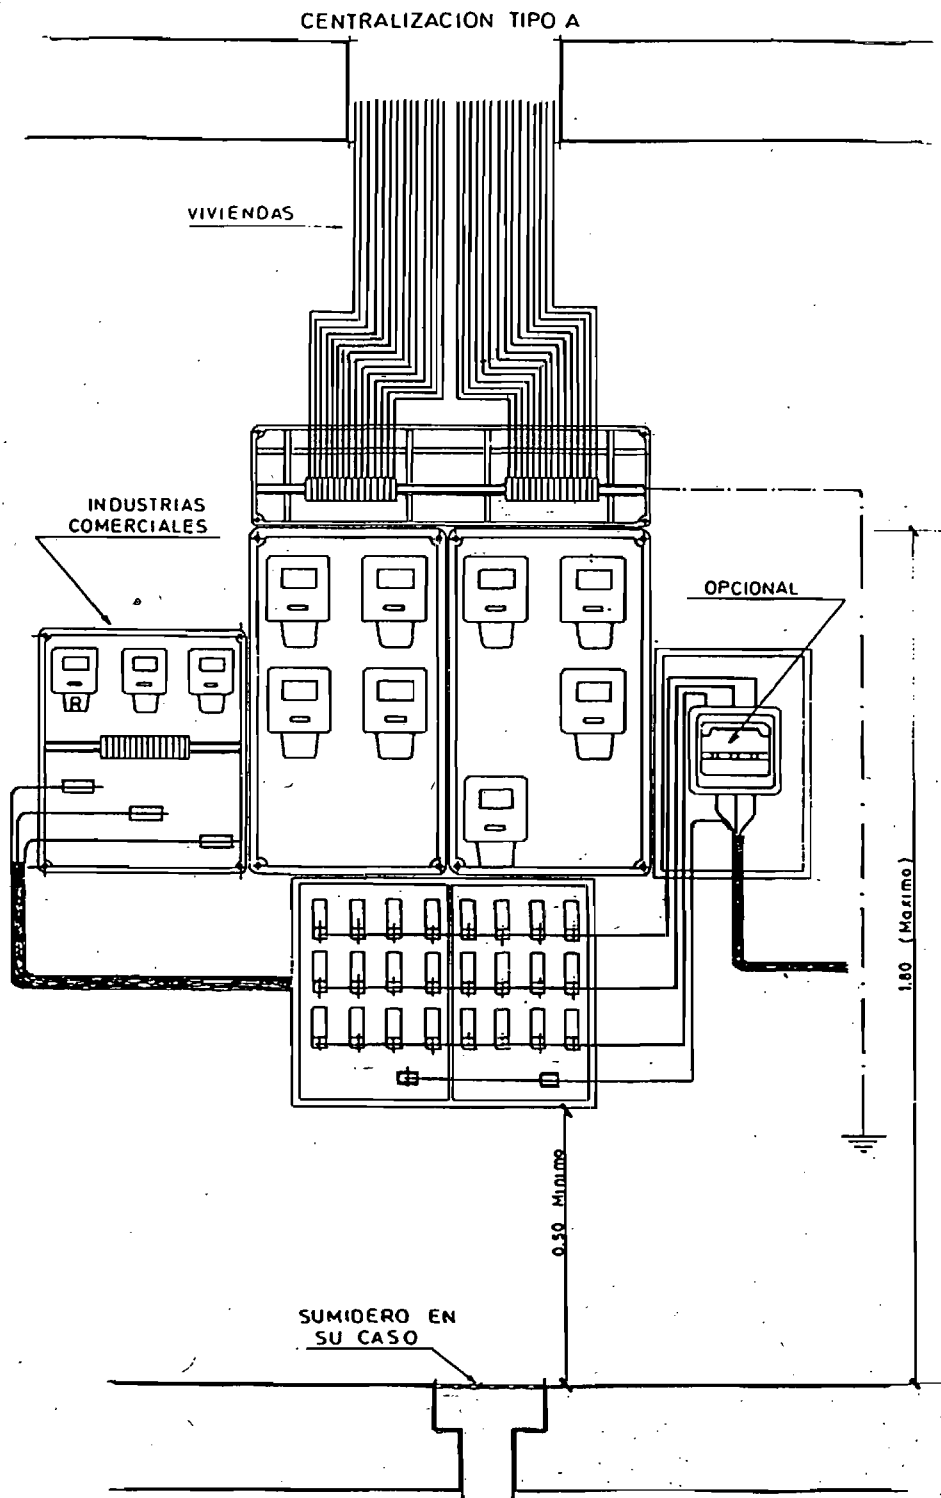 CENTRALIZACION TIPO A
VIVIENDAS
INDUSTRIAS
COMERCIALES
OPCIONAL
R
1.80 (Maximo)
0.50 Minimo
SUMIDERO EN
SU CASO